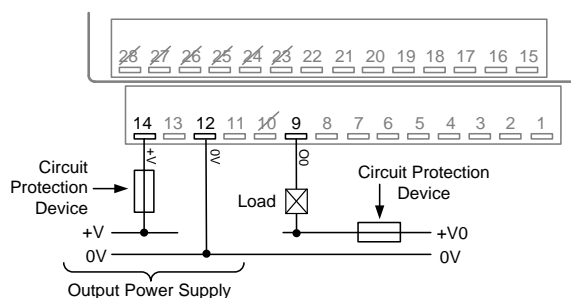 28 27 26 25 24 23 22 21 20 19 18 17 16 15
14 13 12 11 10 9 8 7 6 5 4 3 2 1
+V 0V O0
Circuit
Protection
Device
Load
Circuit Protection
Device
+V +V0
0V 0V
Output Power Supply